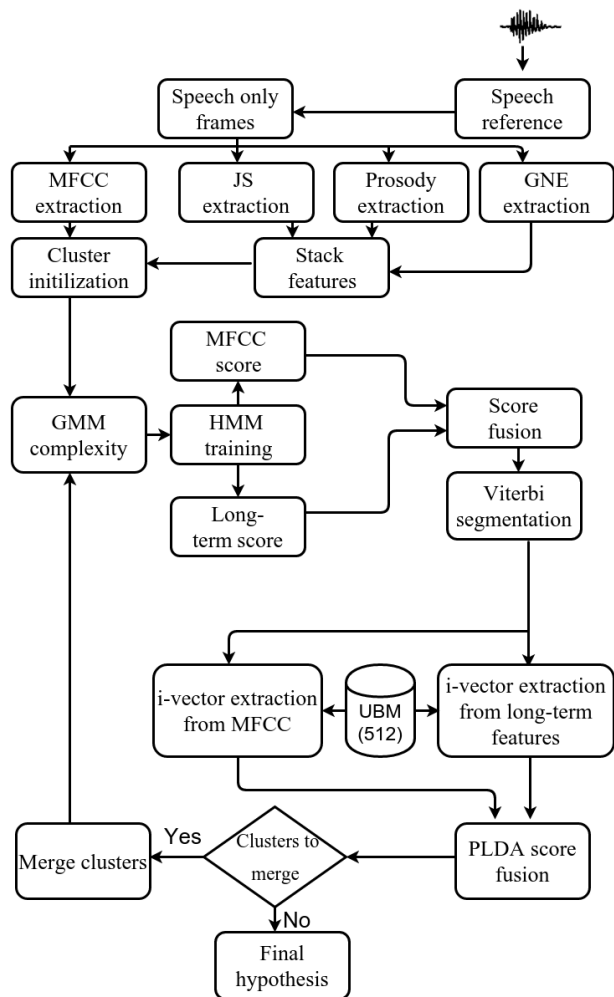 Speech only
frames
Speech
reference
MFCC
extraction
JS
extraction
Prosody
extraction
GNE
extraction
Cluster
initilization
Stack
features
MFCC
score
GMM
complexity
HMM
training
Score
fusion
Long-
term score
Viterbi
segmentation
i-vector extraction
from MFCC
UBM
(512)
i-vector extraction
from long-term
features
Merge clusters
Yes
Clusters to
merge
PLDA score
fusion
No
Final
hypothesis